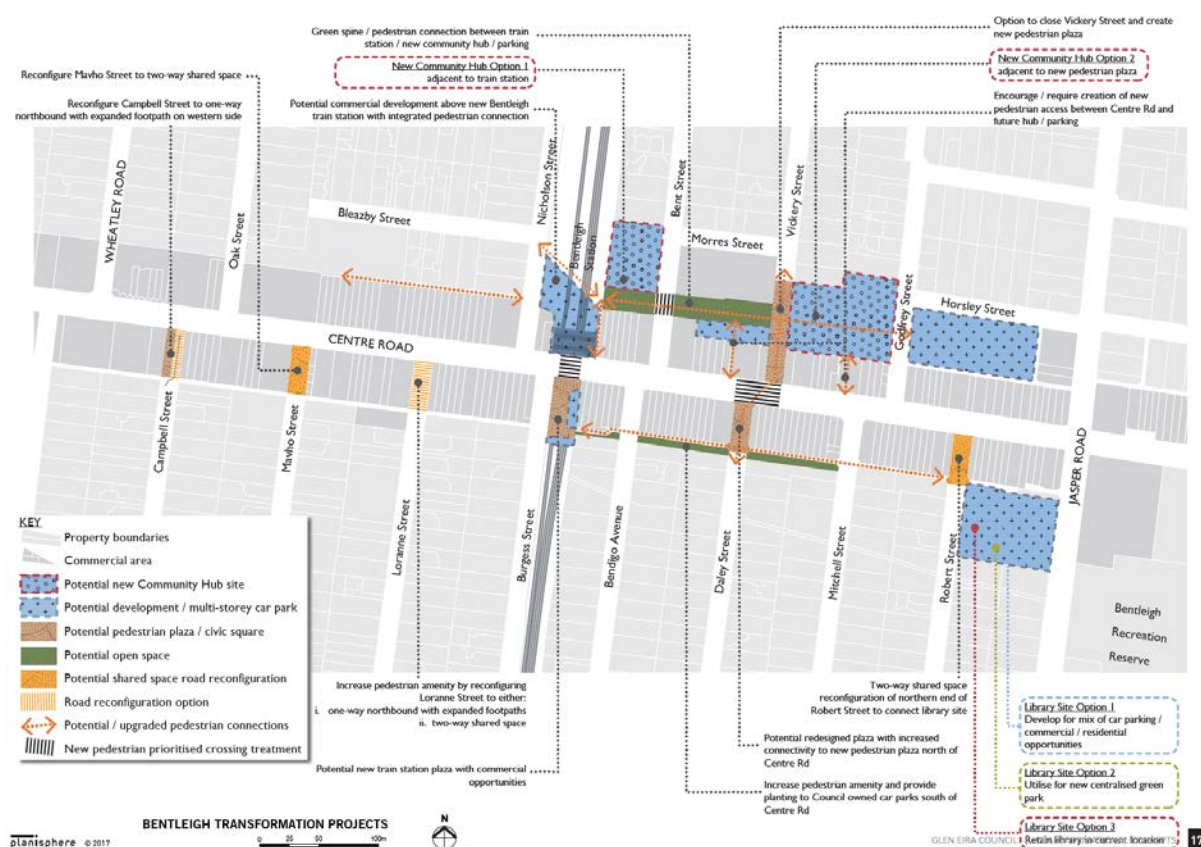 Green spine / pedestrian connection between train
station / new community hub / parking
New Community Hub Option 1
adjacent to train station
Potential commercial development above new Bentleigh
train station with integrated pedestrian connection
Reconfigure Mavho Street to two-way shared space
Reconfigure Campbell Street to one-way
northbound with expanded footpath on western side
Option to close Vickery Street and create
new pedestrian plaza
New Community Hub Option 2
adjacent to new pedestrian plaza
Encourage / require creation of new
pedestrian access between Centre Rd and
future hub / parking
WHEATLEY ROAD
Oak Street
Bleazby Street
Nicholson Street
Bentleigh
Station
Bent Street
Morres Street
Vickery Street
Godfrey Street
Horsley Street
CENTRE ROAD
Campbell Street
Mavho Street
Loranne Street
Burgess Street
Bendigo Avenue
Daley Street
Mitchell Street
Robert Street
JASPER ROAD
Bentleigh
Recreation
Reserve
KEY
Property boundaries
Commercial area
Potential new Community Hub site
Potential development / multi-storey car park
Potential pedestrian plaza / civic square
Potential open space
Potential shared space road reconfiguration
Road reconfiguration option
Potential / upgraded pedestrian connections
New pedestrian prioritised crossing treatment
Increase pedestrian amenity by reconfiguring
Loranne Street to either:
i. one-way northbound with expanded footpaths
ii. two-way shared space
Potential new train station plaza with commercial
opportunities
Two-way shared space
reconfiguration of northern end of
Robert Street to connect library site
Potential redesigned plaza with increased
connectivity to new pedestrian plaza north of
Centre Rd
Increase pedestrian amenity and provide
planting to Council owned car parks south of
Centre Rd
Library Site Option 1
Develop for mix of car parking /
commercial / residential
opportunities
Library Site Option 2
Utilise for new centralised green
park
Library Site Option 3
Retain library in current location
BENTLEIGH TRANSFORMATION PROJECTS
0 25 50 100m
N
planisphere © 2017
GLEN EIRA COUNCIL
17